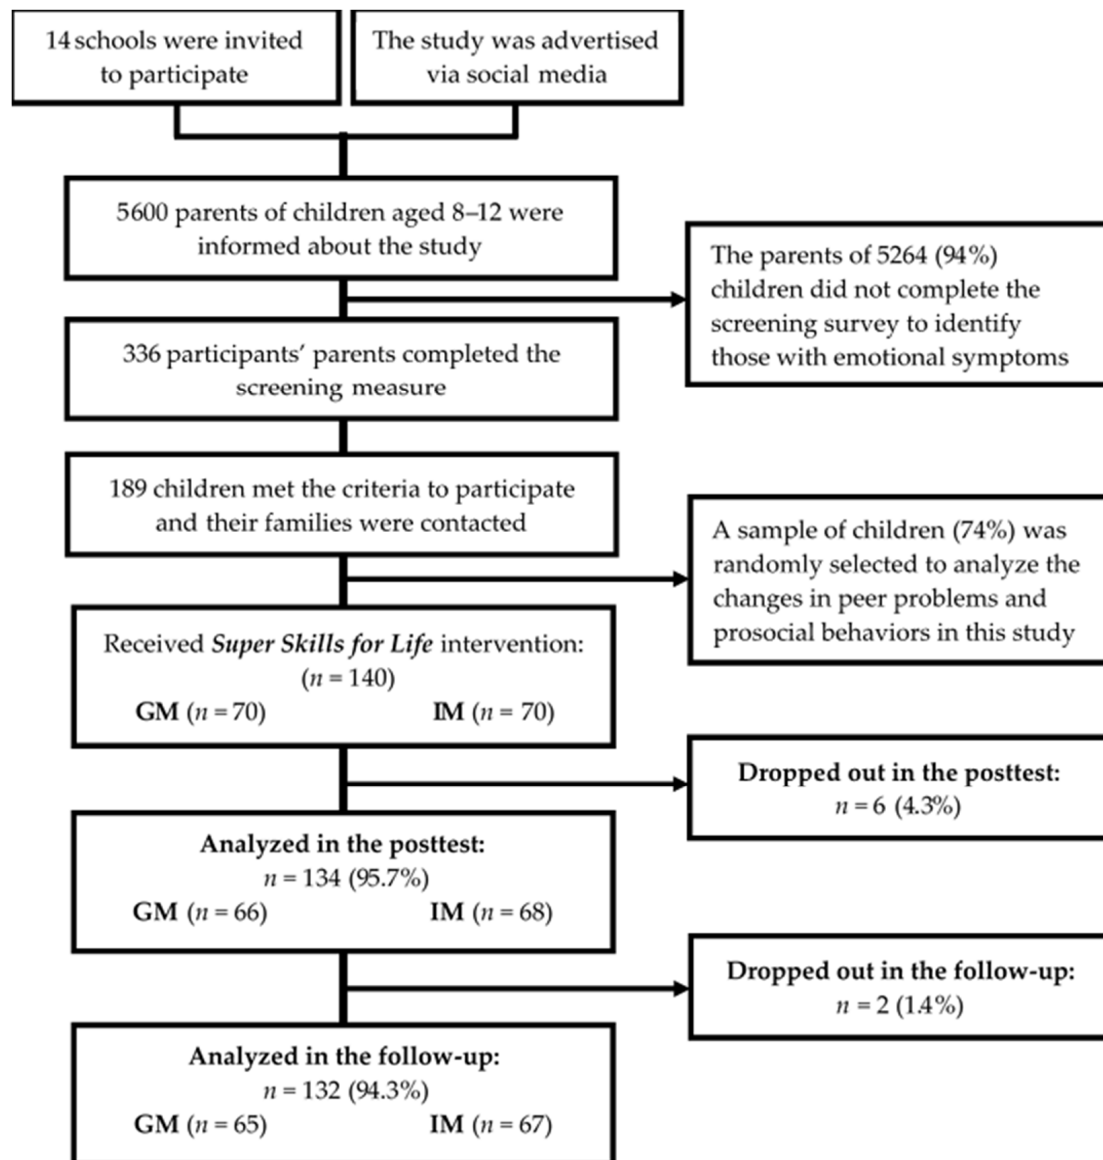 14 schools were invited
to participate
The study was advertised
via social media
5600 parents of children aged 8–12 were
informed about the study
The parents of 5264 (94%)
children did not complete the
screening survey to identify
those with emotional symptoms
336 participants’ parents completed the
screening measure
189 children met the criteria to participate
and their families were contacted
A sample of children (74%) was
randomly selected to analyze the
changes in peer problems and
prosocial behaviors in this study
Received Super Skills for Life intervention:
(n = 140)
GM (n = 70) IM (n = 70)
Dropped out in the posttest:
n = 6 (4.3%)
Analyzed in the posttest:
n = 134 (95.7%)
GM (n = 66) IM (n = 68)
Dropped out in the follow-up:
n = 2 (1.4%)
Analyzed in the follow-up:
n = 132 (94.3%)
GM (n = 65) IM (n = 67)